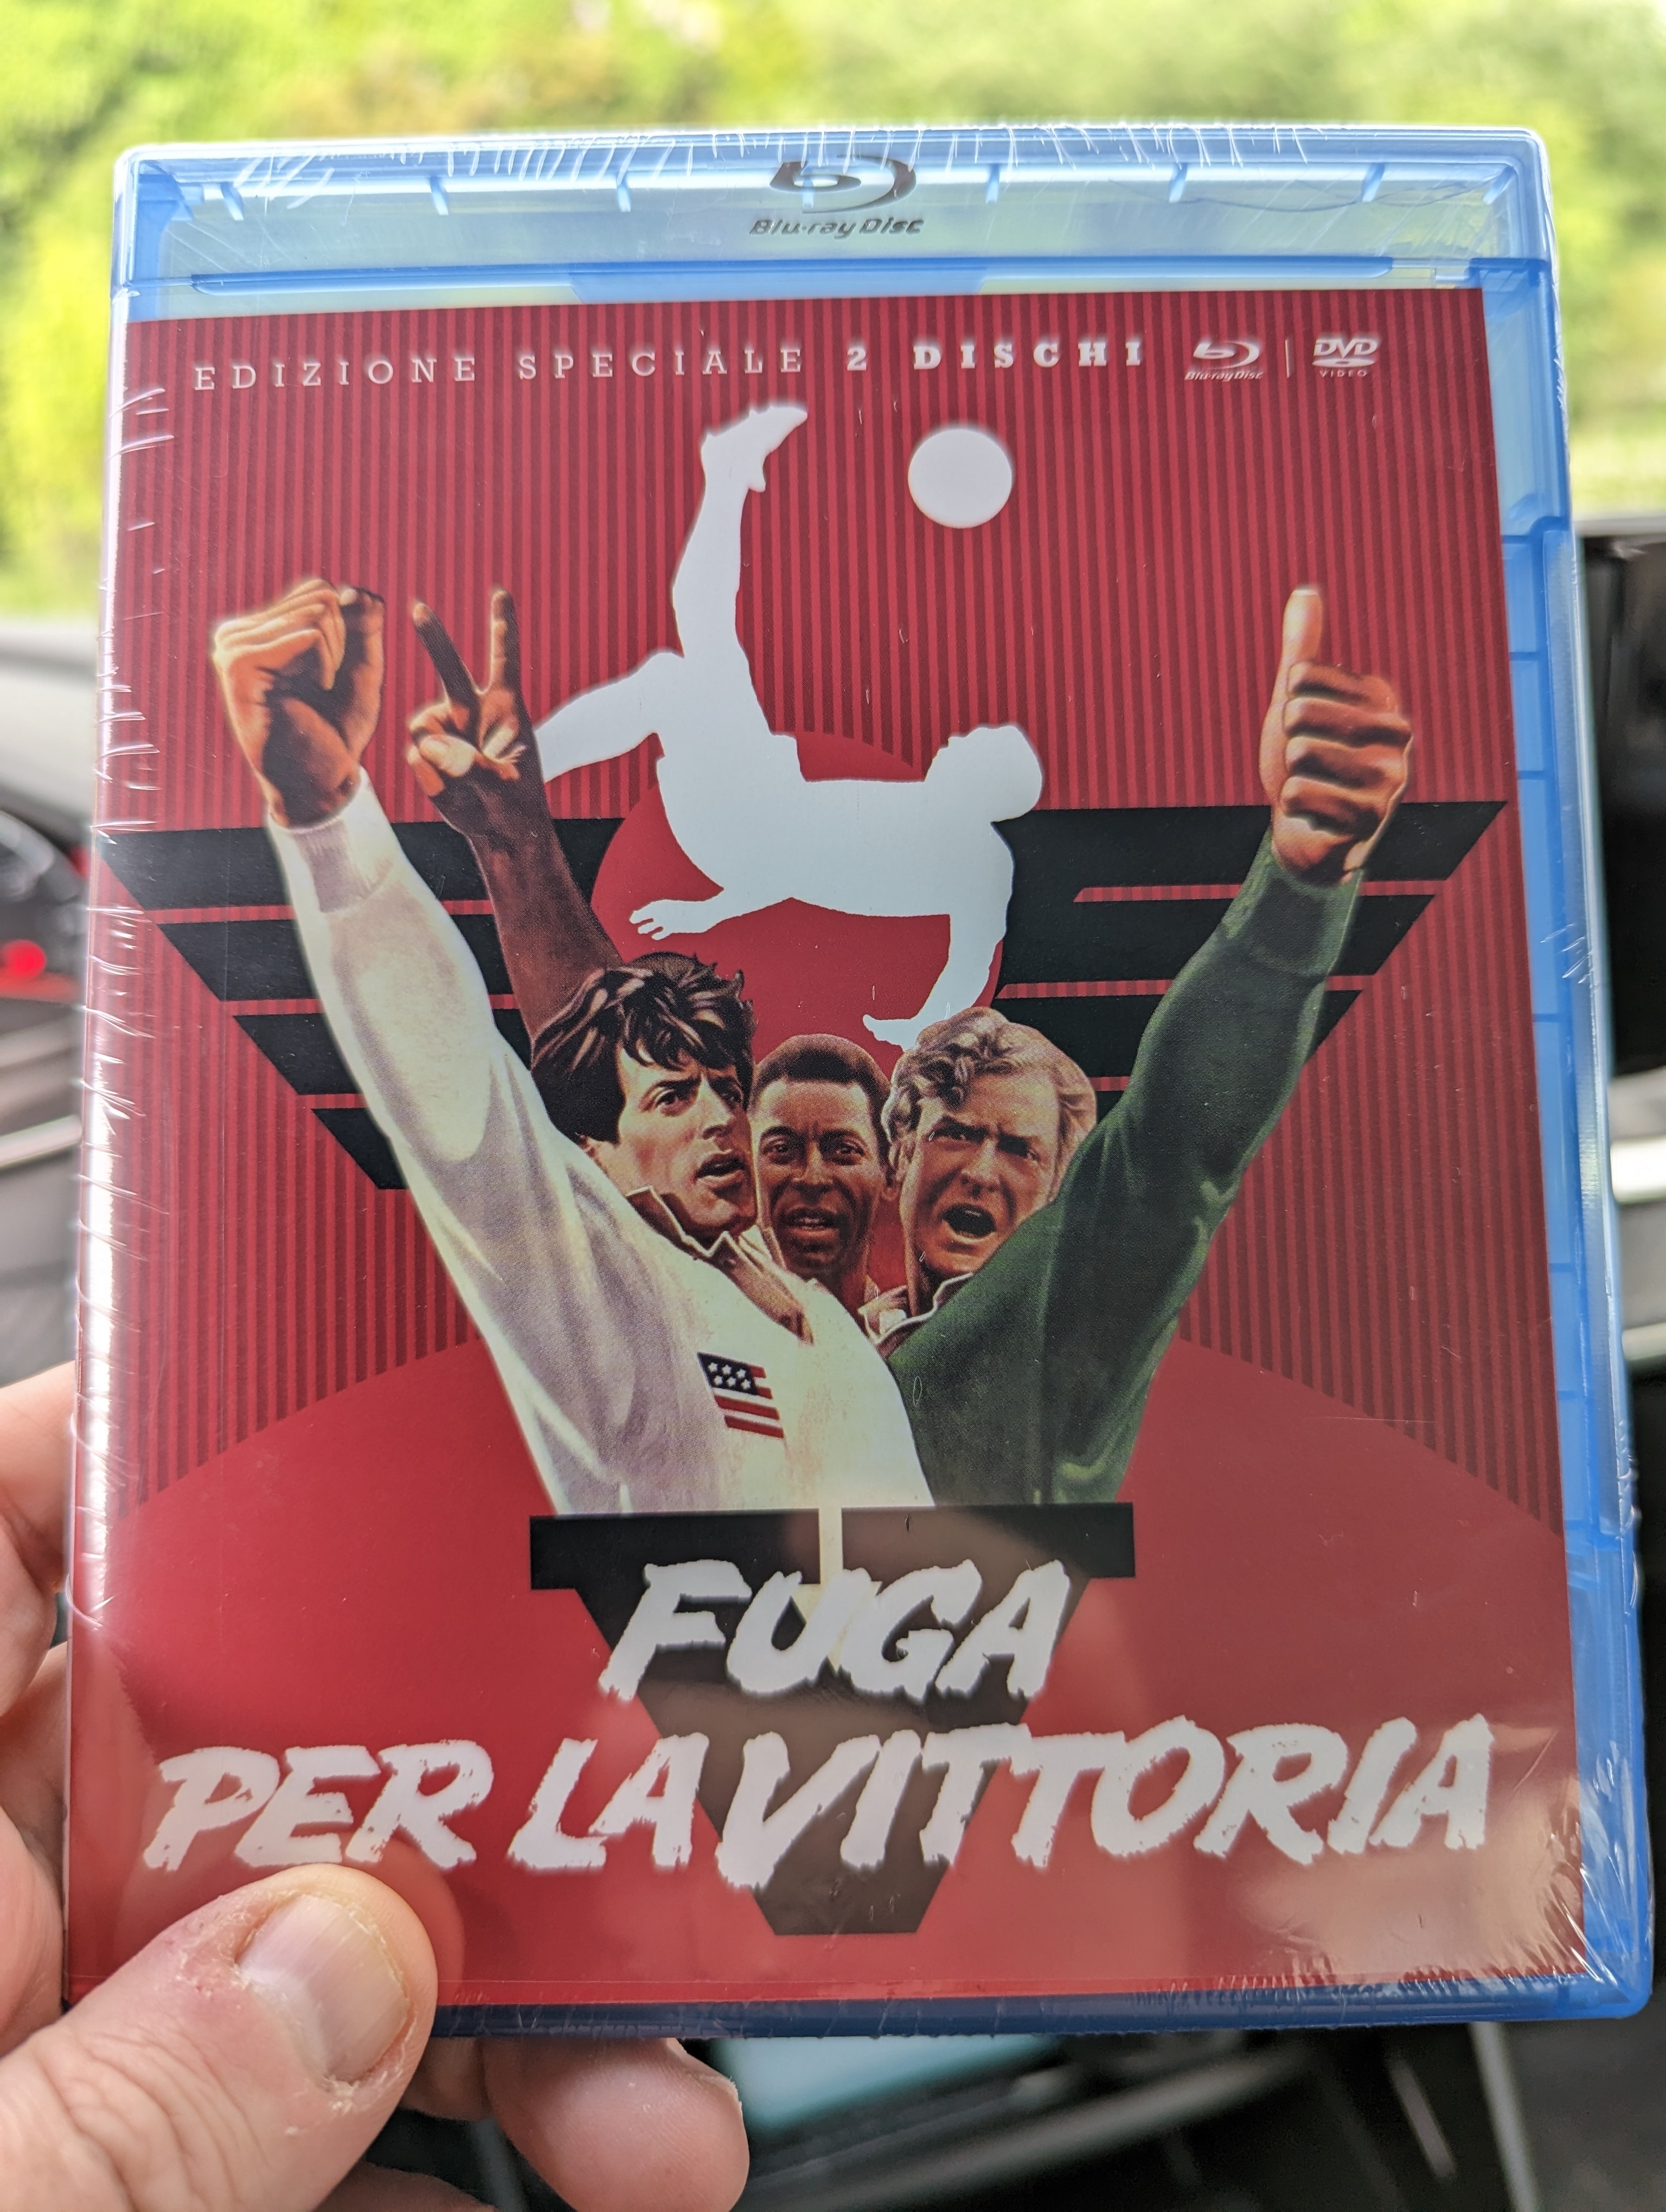 Blu-ray Disc
EDIZIONE SPECIALE 2 DISCHI Blu-ray Disc | DVD VIDEO
FUGA
PER LA VITTORIA